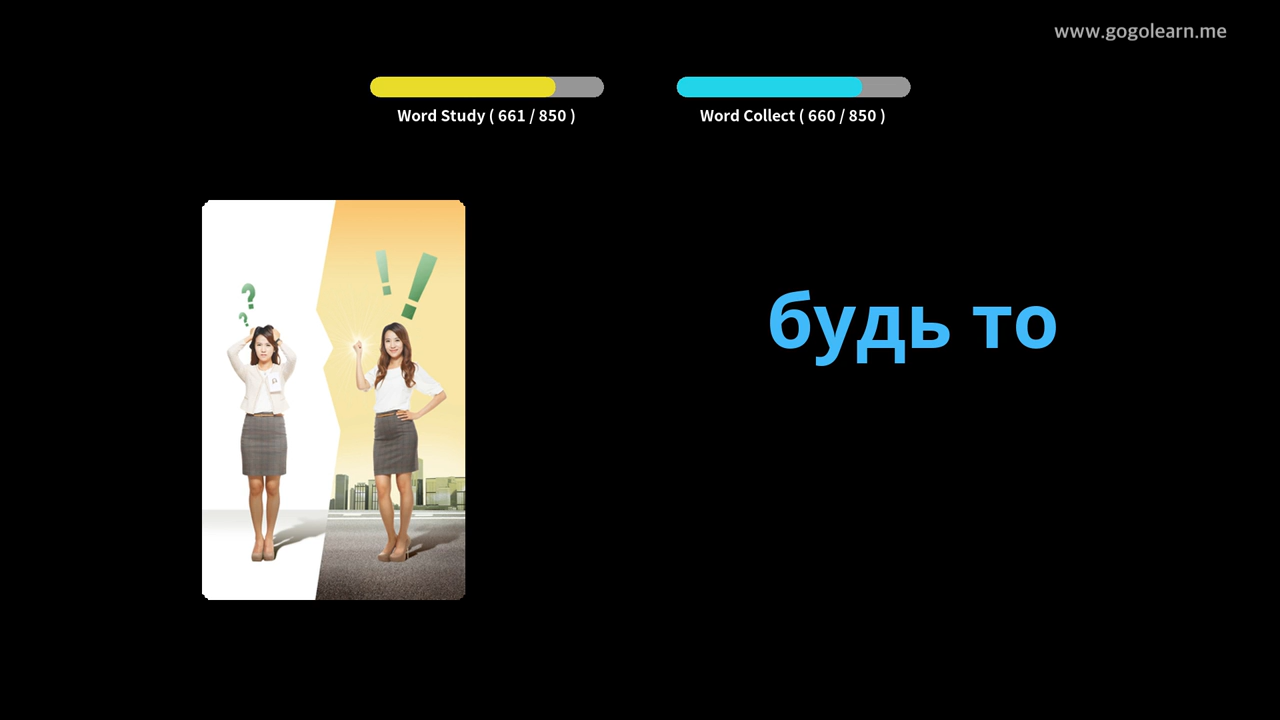 www.gogolearn.me
Word Study ( 661 / 850 )
Word Collect ( 660 / 850 )
? ?
! !
будь то